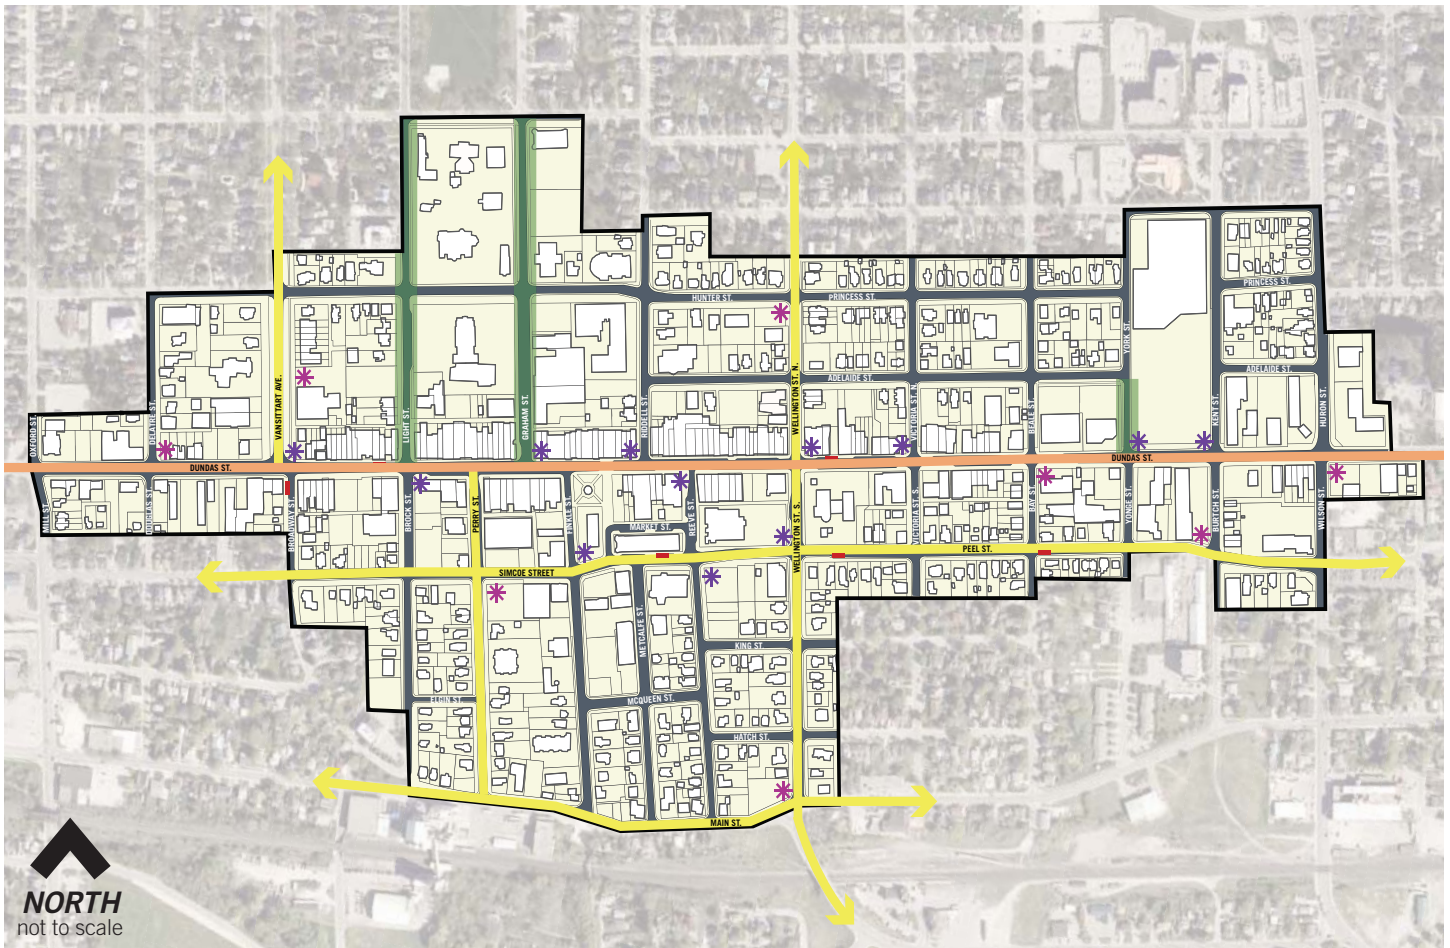 HUNTER ST.
PRINCESS ST.
PRINCESS ST.
YORK ST.
ADELAIDE ST.
ADELAIDE ST.
VANSITTART AVE.
WELLINGTON ST. N.
OXFORD ST.
DELATRE ST.
LIGHT ST.
GRAHAM ST.
RIDDELL ST.
VICTORIA ST. N.
BEALE ST.
KENT ST.
HURON ST.
DUNDAS ST.
DUNDAS ST.
MILL ST.
DOUGLAS ST.
BROADWAY ST.
BROCK ST.
PERRY ST.
FINKLE ST.
MARKET ST.
REEVE ST.
WELLINGTON ST. S.
VICTORIA ST. S.
BAY ST.
YONGE ST.
BURTCH ST.
WILSON ST.
PEEL ST.
SIMCOE STREET
METCALFE ST.
KING ST.
ELGIN ST.
MCQUEEN ST.
HATCH ST.
MAIN ST.
NORTH
not to scale